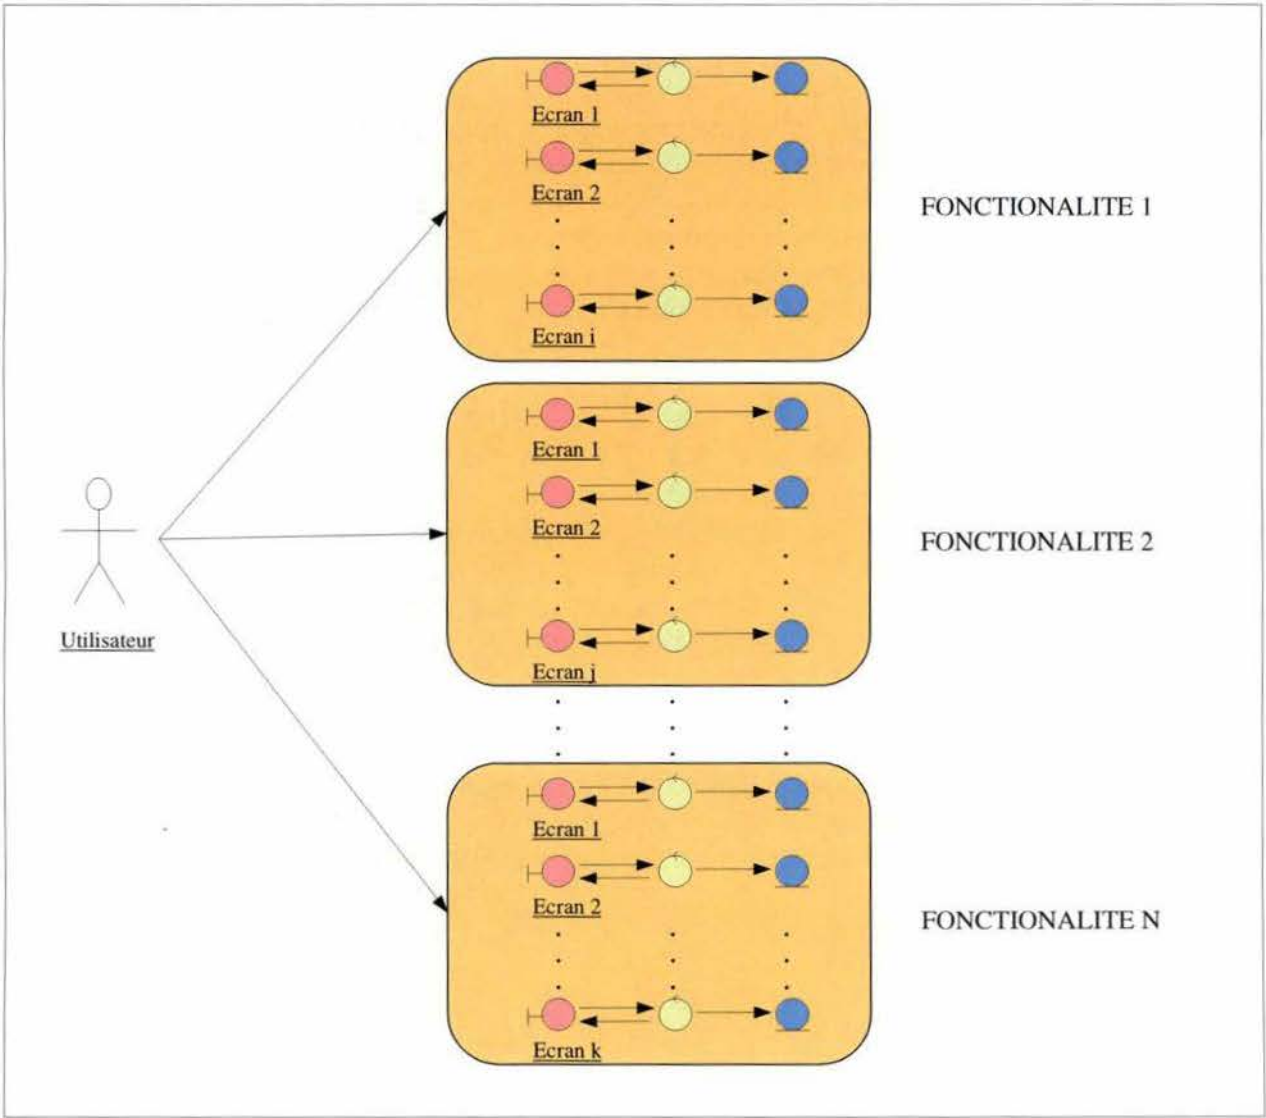 Ecran 1
Ecran 2
Ecran i
FONCTIONALITE 1
Ecran 1
Ecran 2
Ecran j
FONCTIONALITE 2
Utilisateur
Ecran 1
Ecran 2
Ecran k
FONCTIONALITE N